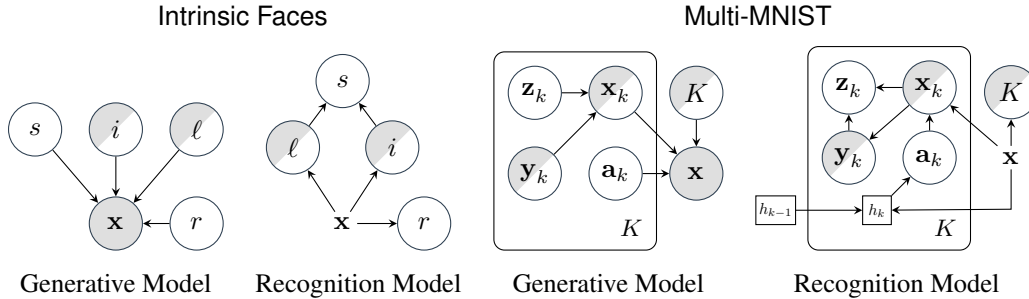 Intrinsic Faces
s i ℓ
x r
Generative Model
s
ℓ i
x r
Recognition Model
Multi-MNIST
z_k x_k K
y_k a_k x
K
Generative Model
z_k x_k K
y_k a_k x
h_{k-1} h_k
K
Recognition Model